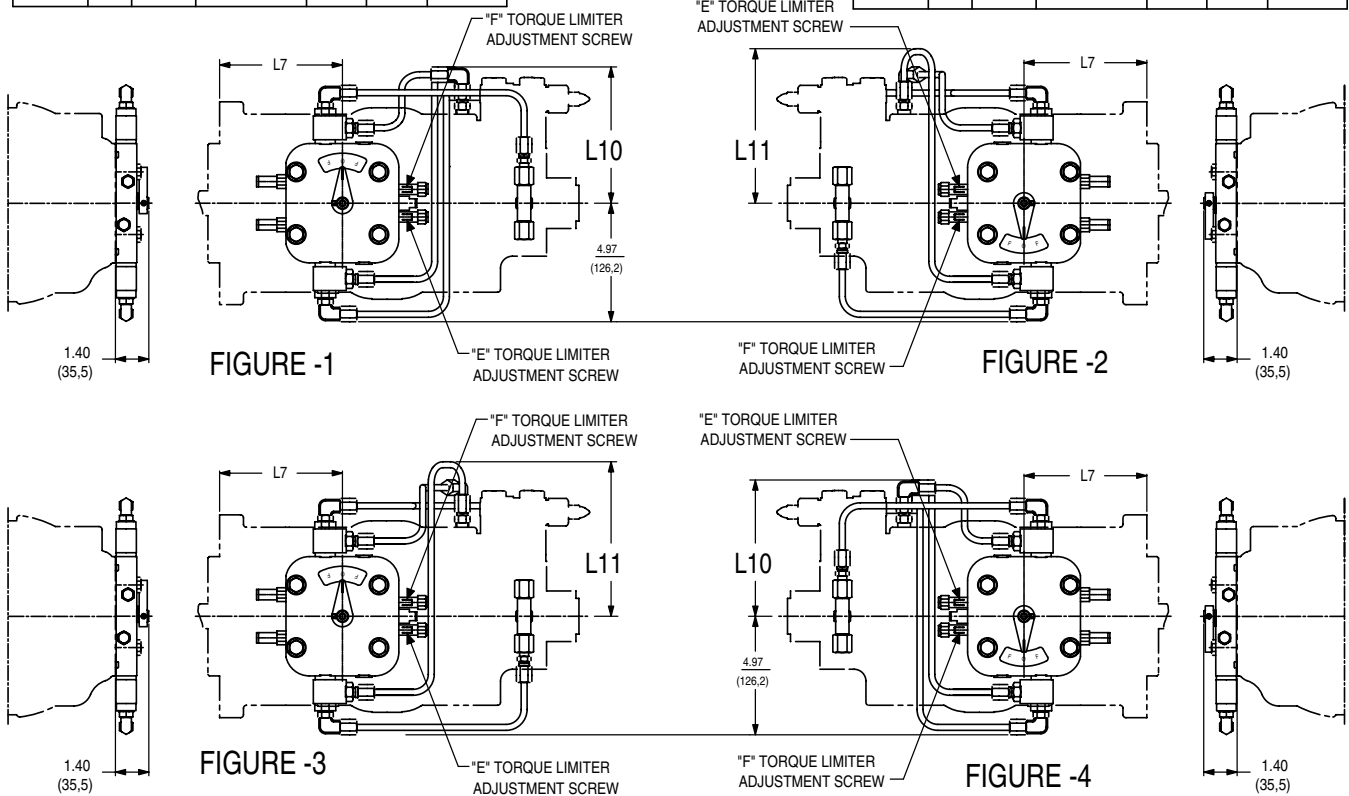 "F" TORQUE LIMITER
ADJUSTMENT SCREW
"E" TORQUE LIMITER
ADJUSTMENT SCREW
L7
L10
4.97
(126,2)
F O F
1.40
(35,5)
FIGURE -1
"E" TORQUE LIMITER
ADJUSTMENT SCREW
L11
L7
F O F
"F" TORQUE LIMITER
ADJUSTMENT SCREW
FIGURE -2
1.40
(35,5)
"F" TORQUE LIMITER
ADJUSTMENT SCREW
L7
L11
F O F
1.40
(35,5)
FIGURE -3
"E" TORQUE LIMITER
ADJUSTMENT SCREW
"E" TORQUE LIMITER
ADJUSTMENT SCREW
L7
L10
4.97
(126,2)
F O F
"F" TORQUE LIMITER
ADJUSTMENT SCREW
FIGURE -4
1.40
(35,5)